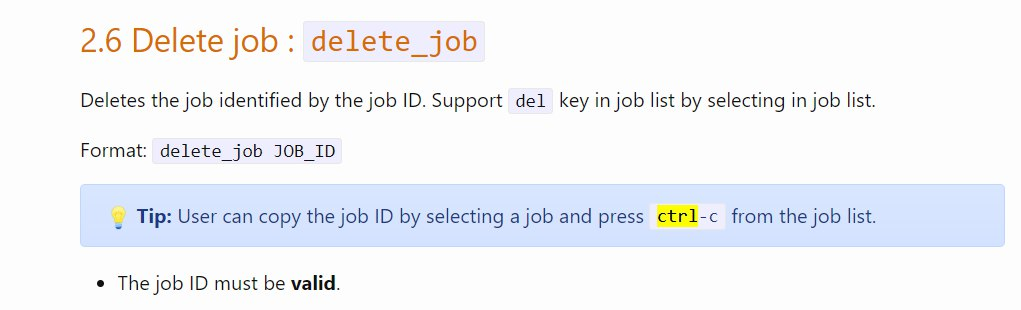 2.6 Delete job : delete_job
Deletes the job identified by the job ID. Support del key in job list by selecting in job list.
Format: delete_job JOB_ID
💡 Tip: User can copy the job ID by selecting a job and press ctrl-c from the job list.
• The job ID must be valid.